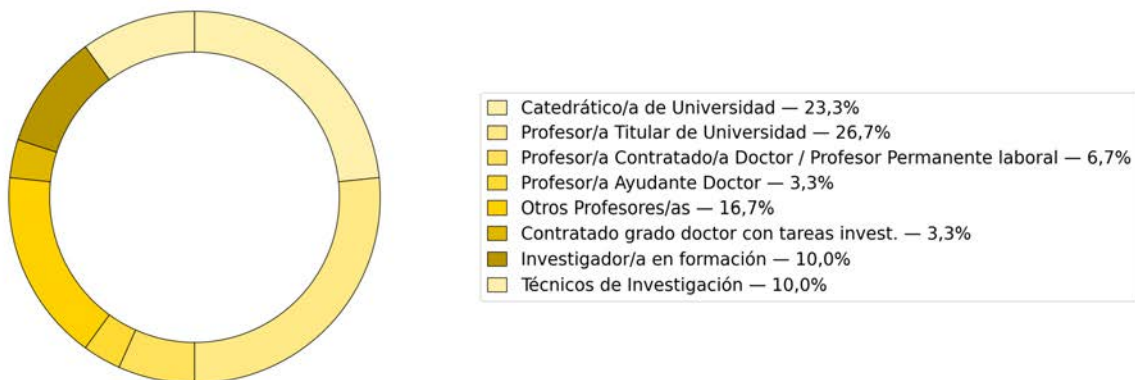 Catedrático/a de Universidad — 23,3%
Profesor/a Titular de Universidad — 26,7%
Profesor/a Contratado/a Doctor / Profesor Permanente laboral — 6,7%
Profesor/a Ayudante Doctor — 3,3%
Otros Profesores/as — 16,7%
Contratado grado doctor con tareas invest. — 3,3%
Investigador/a en formación — 10,0%
Técnicos de Investigación — 10,0%